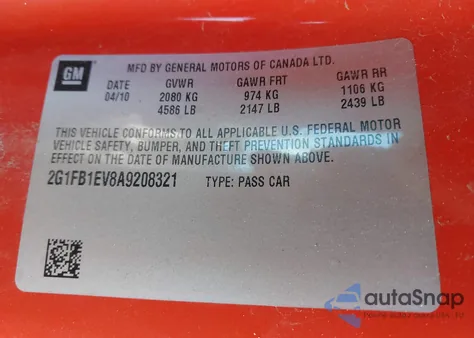 GM
MFD BY GENERAL MOTORS OF CANADA LTD.
DATE GVWR GAWR FRT GAWR RR
04/10 2080 KG 974 KG 1106 KG
4586 LB 2147 LB 2439 LB
THIS VEHICLE CONFORMS TO ALL APPLICABLE U.S. FEDERAL MOTOR
VEHICLE SAFETY, BUMPER, AND THEFT PREVENTION STANDARDS IN
EFFECT ON THE DATE OF MANUFACTURE SHOWN ABOVE.
2G1FB1EV8A9208321 TYPE: PASS CAR
autoSnap